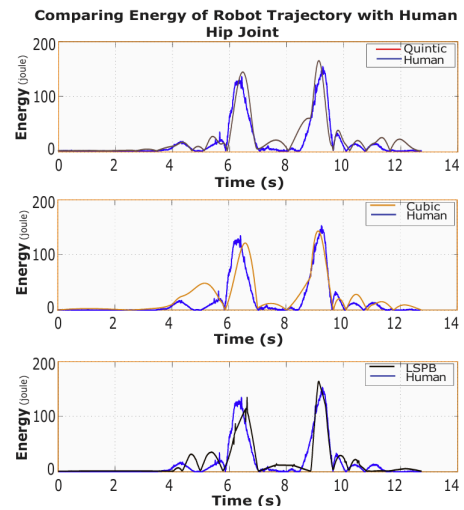 Comparing Energy of Robot Trajectory with Human
Hip Joint
200
100
0
Energy (joule)
Quintic
Human
0 2 4 6 8 10 12 14
Time (s)
200
100
0
Energy (joule)
Cubic
Human
0 2 4 6 8 10 12 14
Time (s)
200
100
0
Energy (joule)
LSPB
Human
0 2 4 6 8 10 12 14
Time (s)